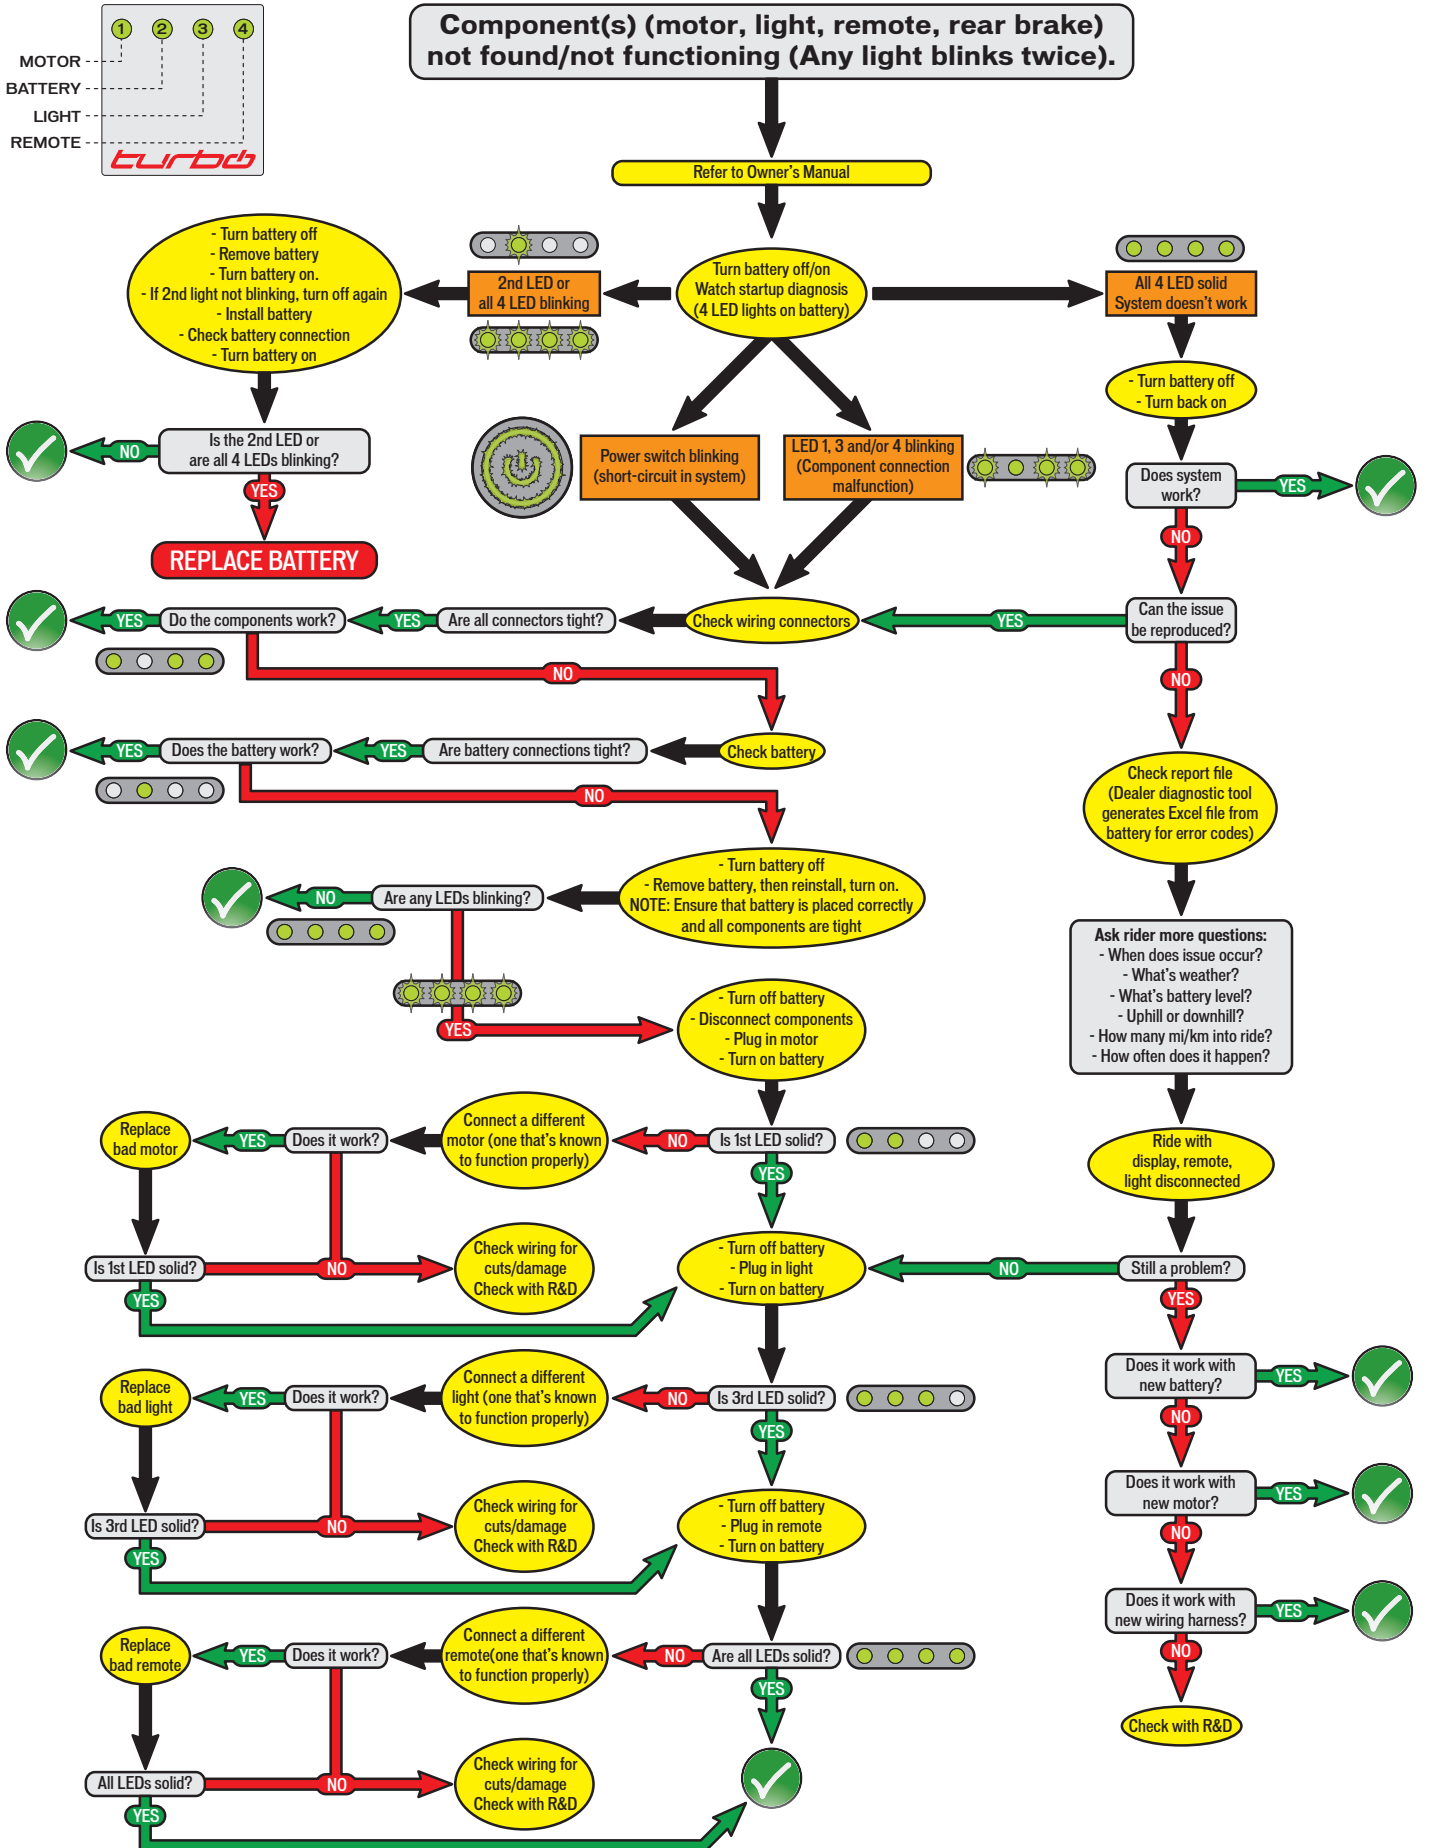 1 2 3 4
MOTOR
BATTERY
LIGHT
REMOTE
turbo
Component(s) (motor, light, remote, rear brake)
not found/not functioning (Any light blinks twice).
Refer to Owner's Manual
- Turn battery off
- Remove battery
- Turn battery on.
- If 2nd light not blinking, turn off again
- Install battery
- Check battery connection
- Turn battery on
2nd LED or
all 4 LED blinking
Turn battery off/on
Watch startup diagnosis
(4 LED lights on battery)
All 4 LED solid
System doesn't work
- Turn battery off
- Turn back on
NO
Is the 2nd LED or
are all 4 LEDs blinking?
YES
REPLACE BATTERY
Power switch blinking
(short-circuit in system)
LED 1, 3 and/or 4 blinking
(Component connection
malfunction)
Does system
work?
YES
NO
YES
Do the components work?
YES
Are all connectors tight?
Check wiring connectors
YES
Can the issue
be reproduced?
NO
NO
YES
Does the battery work?
YES
Are battery connections tight?
Check battery
NO
Check report file
(Dealer diagnostic tool
generates Excel file from
battery for error codes)
NO
Are any LEDs blinking?
- Turn battery off
- Remove battery, then reinstall, turn on.
NOTE: Ensure that battery is placed correctly
and all components are tight
YES
Ask rider more questions:
- When does issue occur?
- What's weather?
- What's battery level?
- Uphill or downhill?
- How many mi/km into ride?
- How often does it happen?
- Turn off battery
- Disconnect components
- Plug in motor
- Turn on battery
Replace
bad motor
YES
Does it work?
Connect a different
motor (one that's known
to function properly)
NO
Is 1st LED solid?
YES
Ride with
display, remote,
light disconnected
Is 1st LED solid?
NO
YES
Check wiring for
cuts/damage
Check with R&D
- Turn off battery
- Plug in light
- Turn on battery
NO
Still a problem?
YES
Replace
bad light
YES
Does it work?
Connect a different
light (one that's known
to function properly)
NO
Is 3rd LED solid?
YES
Does it work with
new battery?
YES
NO
Is 3rd LED solid?
NO
YES
Check wiring for
cuts/damage
Check with R&D
- Turn off battery
- Plug in remote
- Turn on battery
Does it work with
new motor?
YES
NO
Does it work with
new wiring harness?
YES
NO
Replace
bad remote
YES
Does it work?
Connect a different
remote(one that's known
to function properly)
NO
Are all LEDs solid?
YES
Check with R&D
All LEDs solid?
NO
YES
Check wiring for
cuts/damage
Check with R&D